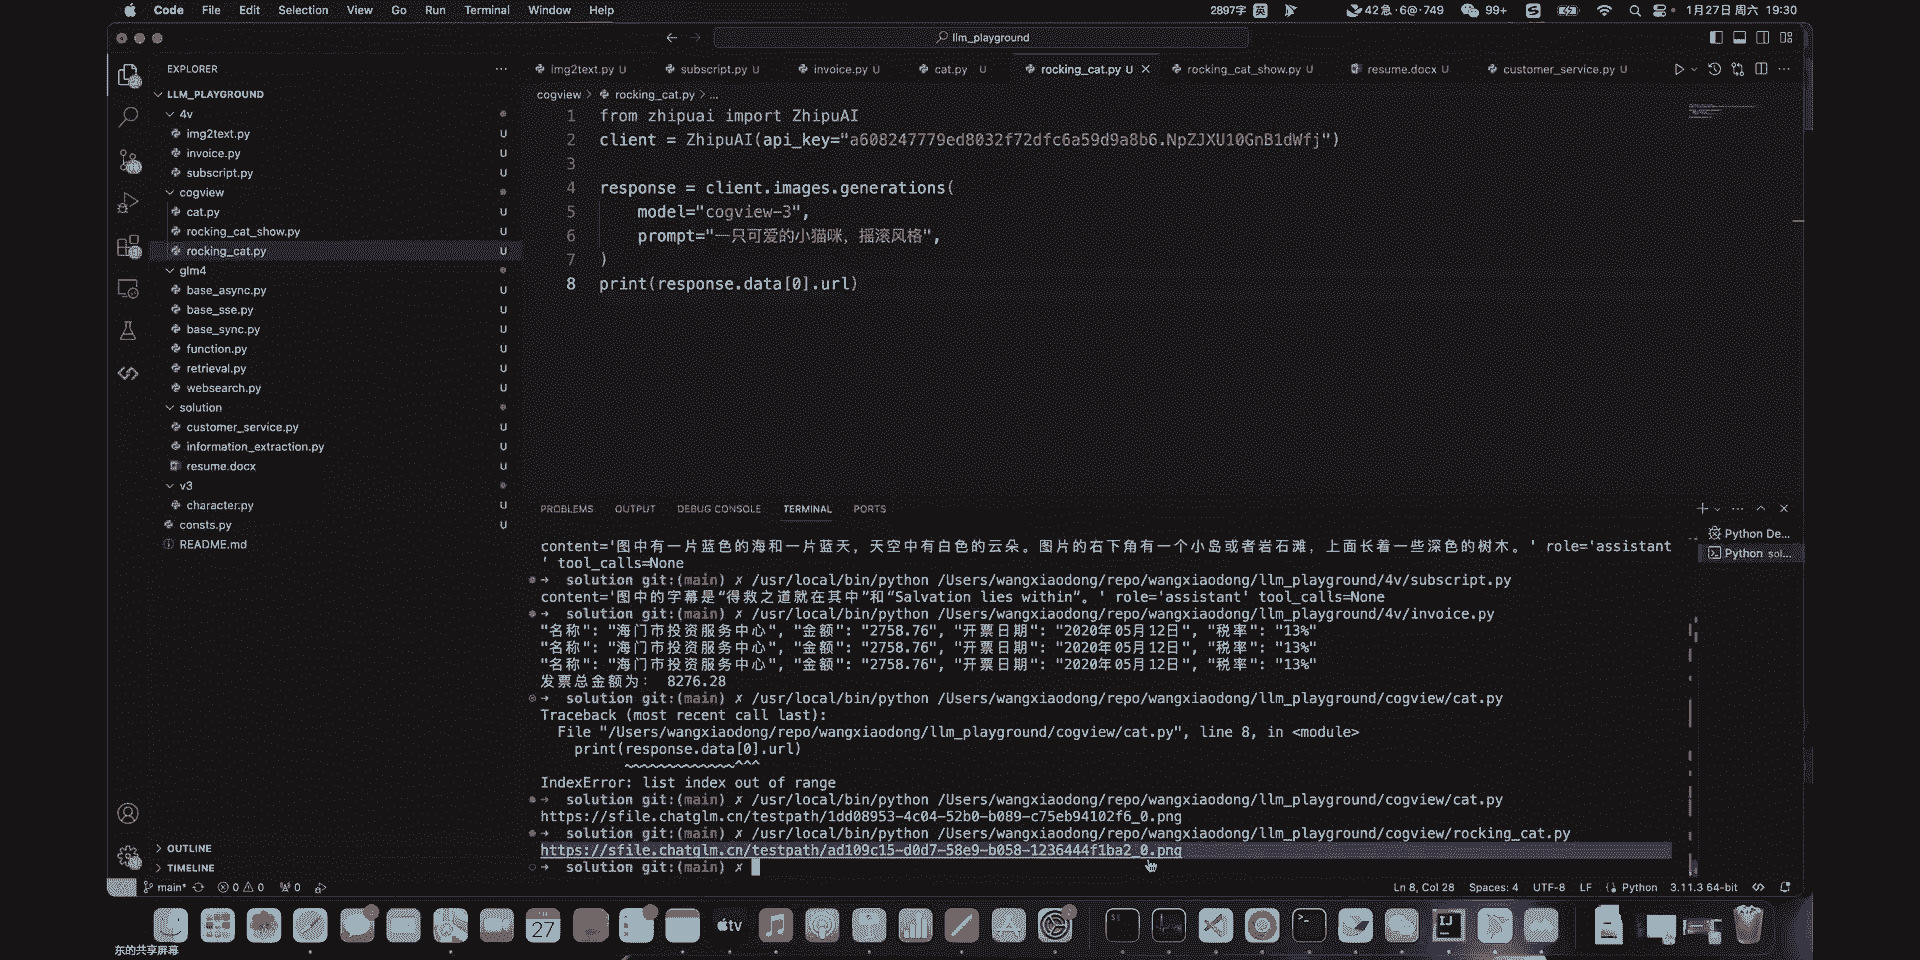 Code File Edit Selection View Go Run Terminal Window Help 2897字 英 42急·6@·749 99+ 1月27日 周六 19:30
llm_playground
EXPLORER
img2text.py U subscript.py U invoice.py U cat.py U rocking_cat.py U rocking_cat_show.py U resume.docx U customer_service.py U
LLM_PLAYGROUND
4v
img2text.py U
invoice.py U
subscript.py U
cogview
cat.py U
rocking_cat_show.py U
rocking_cat.py U
glm4
base_async.py U
base_sse.py U
base_sync.py U
function.py U
retrieval.py U
websearch.py U
solution
customer_service.py U
information_extraction.py U
resume.docx U
v3
character.py U
consts.py U
README.md
OUTLINE
TIMELINE
cogview > rocking_cat.py > ...
1 from zhipuai import ZhipuAI
2 client = ZhipuAI(api_key="a608247779ed8032f72dfc6a59d9a8b6.NpZJXU10GnB1dWfj")
3
4 response = client.images.generations(
5 model="cogview-3",
6 prompt="一只可爱的小猫咪，摇滚风格",
7 )
8 print(response.data[0].url)
PROBLEMS OUTPUT DEBUG CONSOLE TERMINAL PORTS
Python De...
Python sol...
content='图中有一片蓝色的海和一片蓝天，天空中有白色的云朵。图片的右下角有一个小岛或者岩石滩，上面长着一些深色的树木。' role='assistant
' tool_calls=None
→ solution git:(main) ✗ /usr/local/bin/python /Users/wangxiaodong/repo/wangxiaodong/llm_playground/4v/subscript.py
content='图中的字幕是“得救之道就在其中”和“Salvation lies within”。' role='assistant' tool_calls=None
→ solution git:(main) ✗ /usr/local/bin/python /Users/wangxiaodong/repo/wangxiaodong/llm_playground/4v/invoice.py
"名称": "海门市投资服务中心", "金额": "2758.76", "开票日期": "2020年05月12日", "税率": "13%"
"名称": "海门市投资服务中心", "金额": "2758.76", "开票日期": "2020年05月12日", "税率": "13%"
"名称": "海门市投资服务中心", "金额": "2758.76", "开票日期": "2020年05月12日", "税率": "13%"
发票总金额为： 8276.28
→ solution git:(main) ✗ /usr/local/bin/python /Users/wangxiaodong/repo/wangxiaodong/llm_playground/cogview/cat.py
Traceback (most recent call last):
File "/Users/wangxiaodong/repo/wangxiaodong/llm_playground/cogview/cat.py", line 8, in <module>
print(response.data[0].url)
~~~~~~~~~~~~~^^^
IndexError: list index out of range
→ solution git:(main) ✗ /usr/local/bin/python /Users/wangxiaodong/repo/wangxiaodong/llm_playground/cogview/cat.py
https://sfile.chatglm.cn/testpath/1dd08953-4c04-52b0-b089-c75eb94102f6_0.png
→ solution git:(main) ✗ /usr/local/bin/python /Users/wangxiaodong/repo/wangxiaodong/llm_playground/cogview/rocking_cat.py
https://sfile.chatglm.cn/testpath/ad109c15-d0d7-58e9-b058-1236444f1ba2_0.png
→ solution git:(main) ✗
main* 0 0 0 Ln 8, Col 28 Spaces: 4 UTF-8 LF Python 3.11.3 64-bit
27 tv IJ
东的共享屏幕